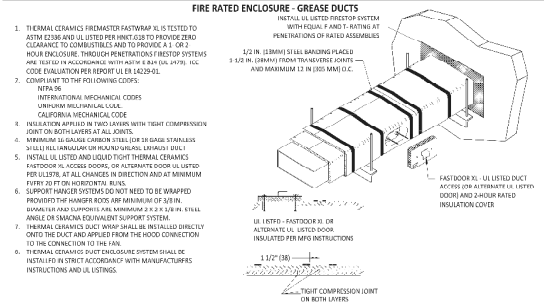 FIRE RATED ENCLOSURE - GREASE DUCTS
1. THERMAL CERAMICS FIREMASTER FASTWRAP XL IS TESTED TO
ASTM E2336 AND UL LISTED PER HNKT.G18 TO PROVIDE ZERO
CLEARANCE TO COMBUSTIBLES AND TO PROVIDE A 1 OR 2
HOUR ENCLOSURE. THROUGH PENETRATIONS FIRESTOP SYSTEMS
ARE TESTED IN ACCORDANCE WITH ASTM E 814 (UL 1479). ICC
CODE EVALUATION PER REPORT UL ER 14229-01.
2. COMPLIANT TO THE FOLLOWING CODES:
NFPA 96
INTERNATIONAL MECHANICAL CODES
UNIFORM MECHANICAL CODE
CALIFORNIA MECHANICAL CODE
3. INSULATION APPLIED IN TWO LAYERS WITH TIGHT COMPRESSION
JOINT ON BOTH LAYERS AT ALL JOINTS.
4. MINIMUM 16 GAUGE CARBON STEEL (OR 18 GAGE STAINLESS
STEEL) RECTANGULAR OR ROUND GREASE EXHAUST DUCT
5. INSTALL UL LISTED AND LIQUID TIGHT THERMAL CERAMICS
FASTDOOR XL ACCESS DOORS, OR ALTERNATE DOOR UL LISTED
PER UL1978, AT ALL CHANGES IN DIRECTION AND AT MINIMUM
EVERY 20 FT ON HORIZONTAL RUNS.
6. SUPPORT HANGER SYSTEMS DO NOT NEED TO BE WRAPPED
PROVIDED THE HANGER RODS ARE MINIMUM OF 3/8 IN.
DIAMETER AND SUPPORTS ARE MINIMUM 2 X 2 X 1/8 IN. STEEL
ANGLE OR SMACNA EQUIVALENT SUPPORT SYSTEM.
7. THERMAL CERAMICS DUCT WRAP SHALL BE INSTALLED DIRECTLY
ONTO THE DUCT AND APPLIED FROM THE HOOD CONNECTION
TO THE CONNECTION TO THE FAN.
8. THERMAL CERAMICS DUCT ENCLOSURE SYSTEM SHALL BE
INSTALLED IN STRICT ACCORDANCE WITH MANUFACTURERS
INSTRUCTIONS AND UL LISTINGS.
INSTALL UL LISTED FIRESTOP SYSTEM
WITH EQUAL F AND T- RATING AT
PENETRATIONS OF RATED ASSEMBLIES
1/2 IN. (13MM) STEEL BANDING PLACED
1-1/2 IN. (38MM) FROM TRANSVERSE JOINTS
AND MAXIMUM 12 IN (305 MM) O.C.
FASTDOOR XL - UL LISTED DUCT
ACCESS (OR ALTERNATE UL LISTED
DOOR) AND 2-HOUR RATED
INSULATION COVER
UL LISTED - FASTDOOR XL OR
ALTERNATE UL LISTED DOOR
INSULATED PER MFG INSTRUCTIONS
1 1/2" (38)
TIGHT COMPRESSION JOINT
ON BOTH LAYERS